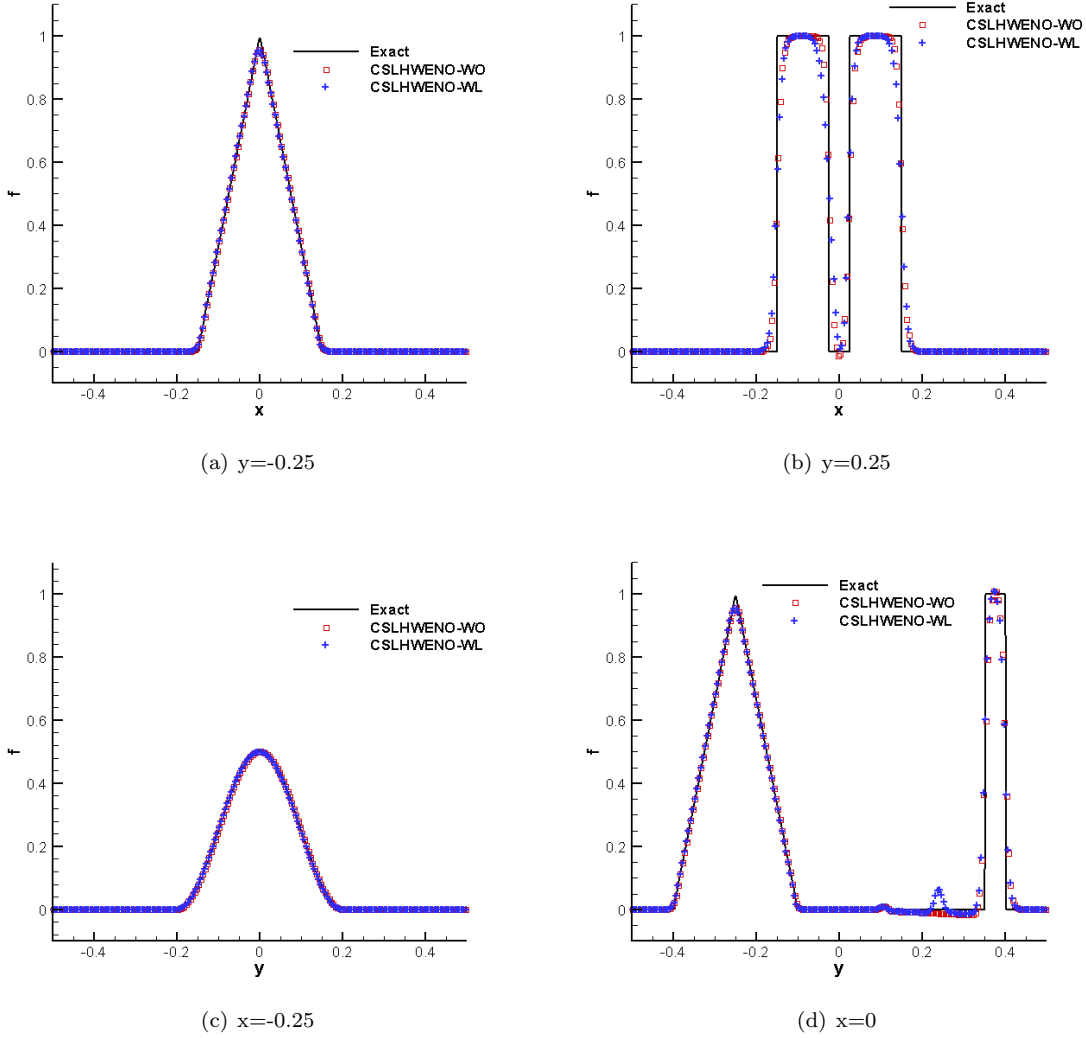 Exact
CSLHWENO-WO
CSLHWENO-WL
1
0.8
0.6
0.4
0.2
0
f
-0.4
-0.2
0
0.2
0.4
x
(a) y=-0.25
Exact
CSLHWENO-WO
CSLHWENO-WL
1
0.8
0.6
0.4
0.2
0
f
-0.4
-0.2
0
0.2
0.4
x
(b) y=0.25
Exact
CSLHWENO-WO
CSLHWENO-WL
1
0.8
0.6
0.4
0.2
0
f
-0.4
-0.2
0
0.2
0.4
y
(c) x=-0.25
Exact
CSLHWENO-WO
CSLHWENO-WL
1
0.8
0.6
0.4
0.2
0
f
-0.4
-0.2
0
0.2
0.4
y
(d) x=0